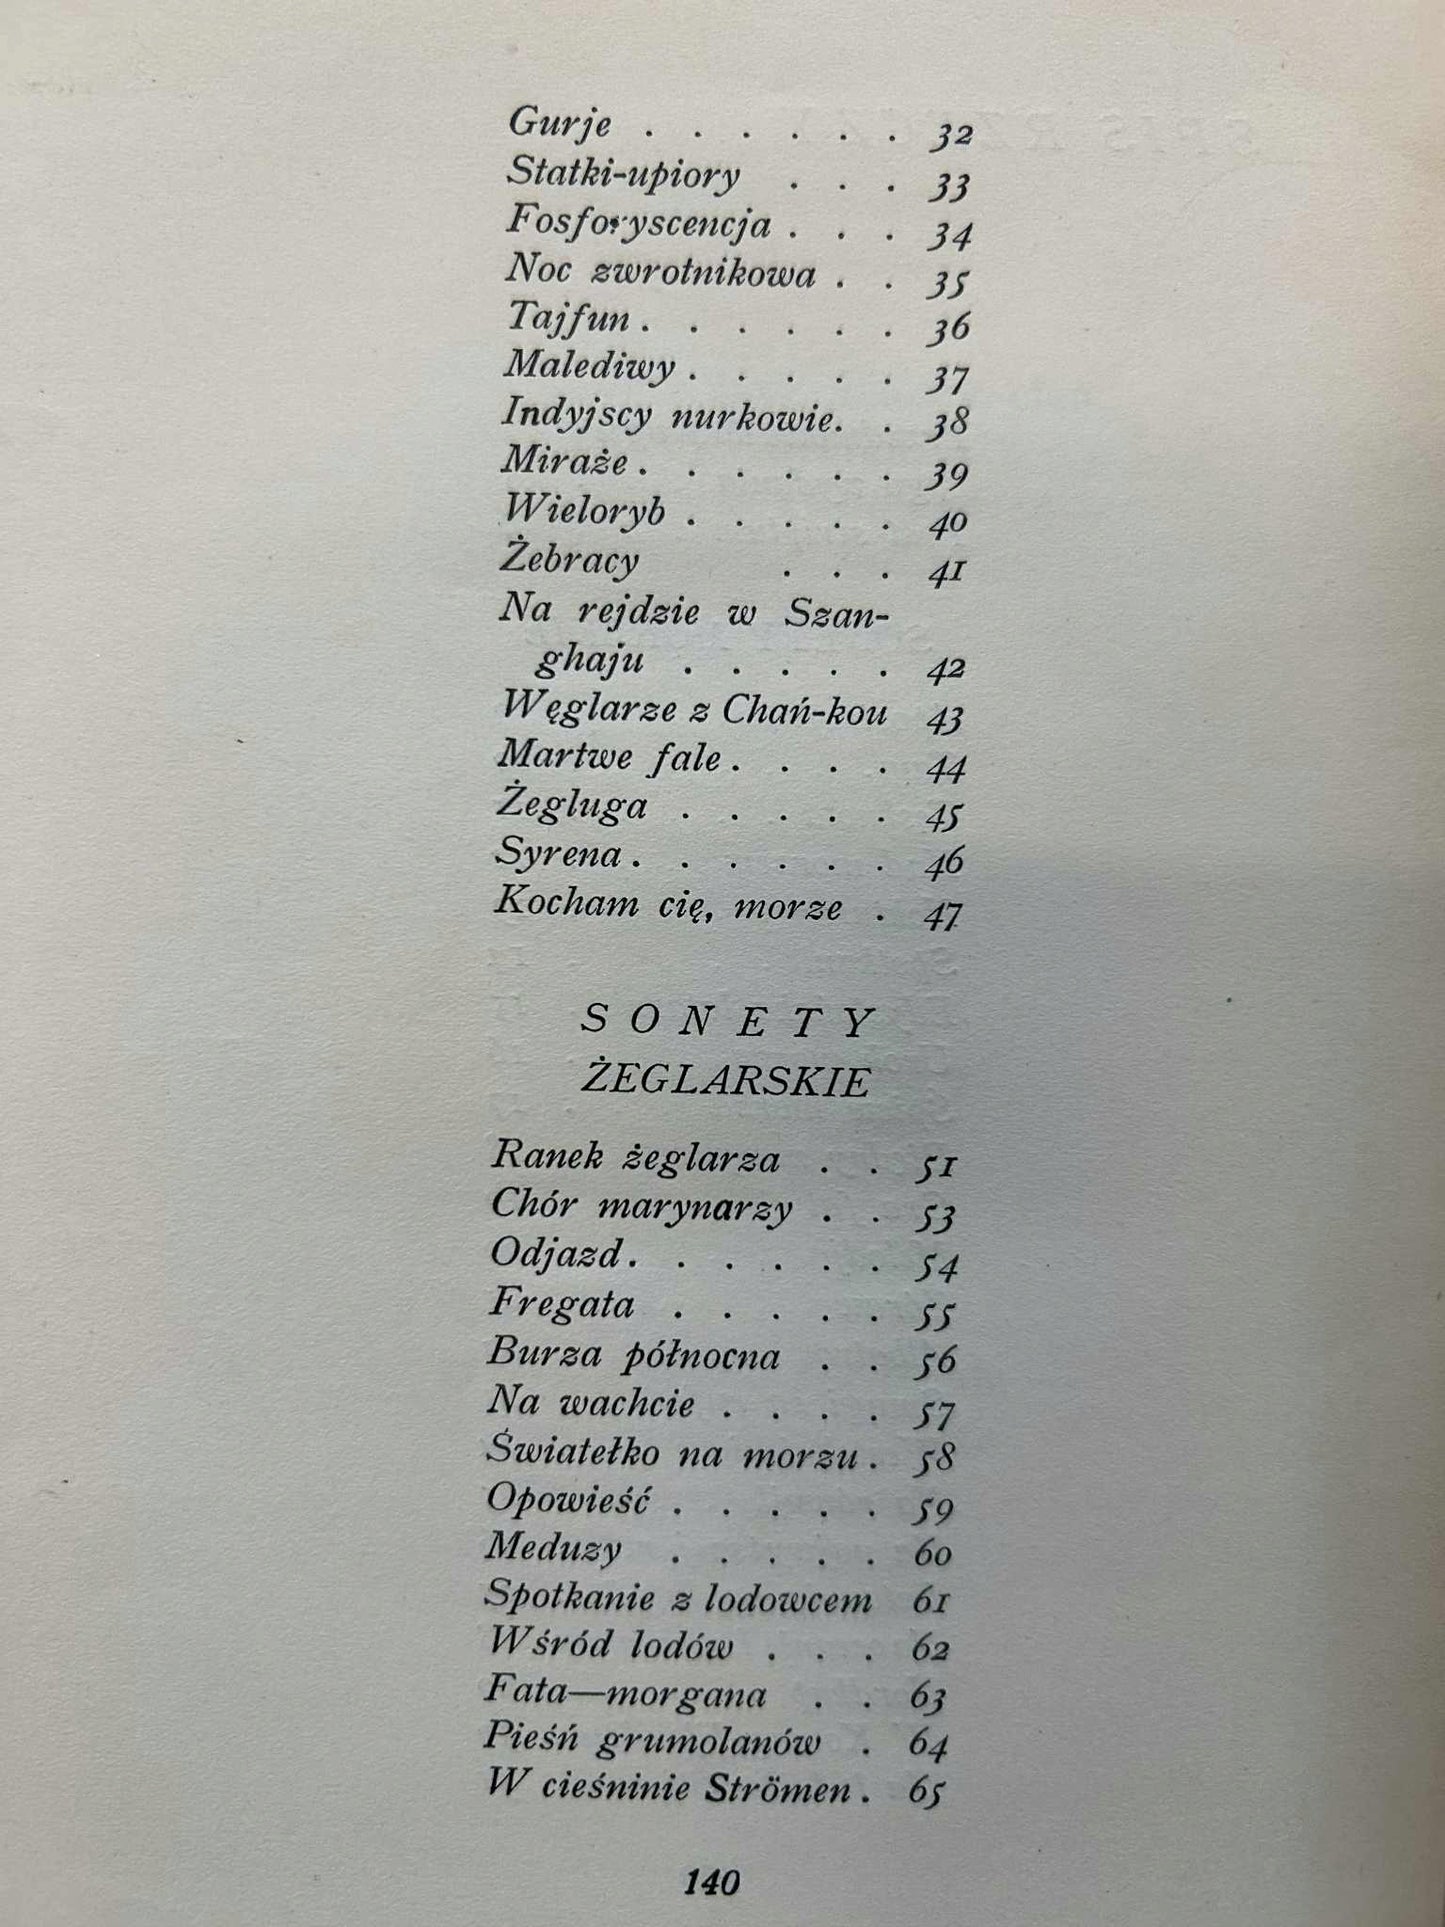 Gurje . . . . . . 32
Statki-upiory . . . 33
Fosforyscencja . . . 34
Noc zwrotnikowa . . 35
Tajfun . . . . . . 36
Malediwy . . . . . 37
Indyjscy nurkowie. . 38
Miraże . . . . . . 39
Wieloryb . . . . . 40
Żebracy . . . 41
Na rejdzie w Szan-
ghaju . . . . . 42
Węglarze z Chań-kou 43
Martwe fale . . . . 44
Żegluga . . . . . 45
Syrena . . . . . . 46
Kocham cię, morze . 47
S O N E T Y
ŻEGLARSKIE
Ranek żeglarza . . 51
Chór marynarzy . . 53
Odjazd . . . . . . 54
Fregata . . . . . 55
Burza północna . . 56
Na wachcie . . . . 57
Światełko na morzu . 58
Opowieść . . . . . 59
Meduzy . . . . . 60
Spotkanie z lodowcem 61
Wśród lodów . . . 62
Fata—morgana . . 63
Pieśń grumolanów . 64
W cieśninie Strömen . 65
140